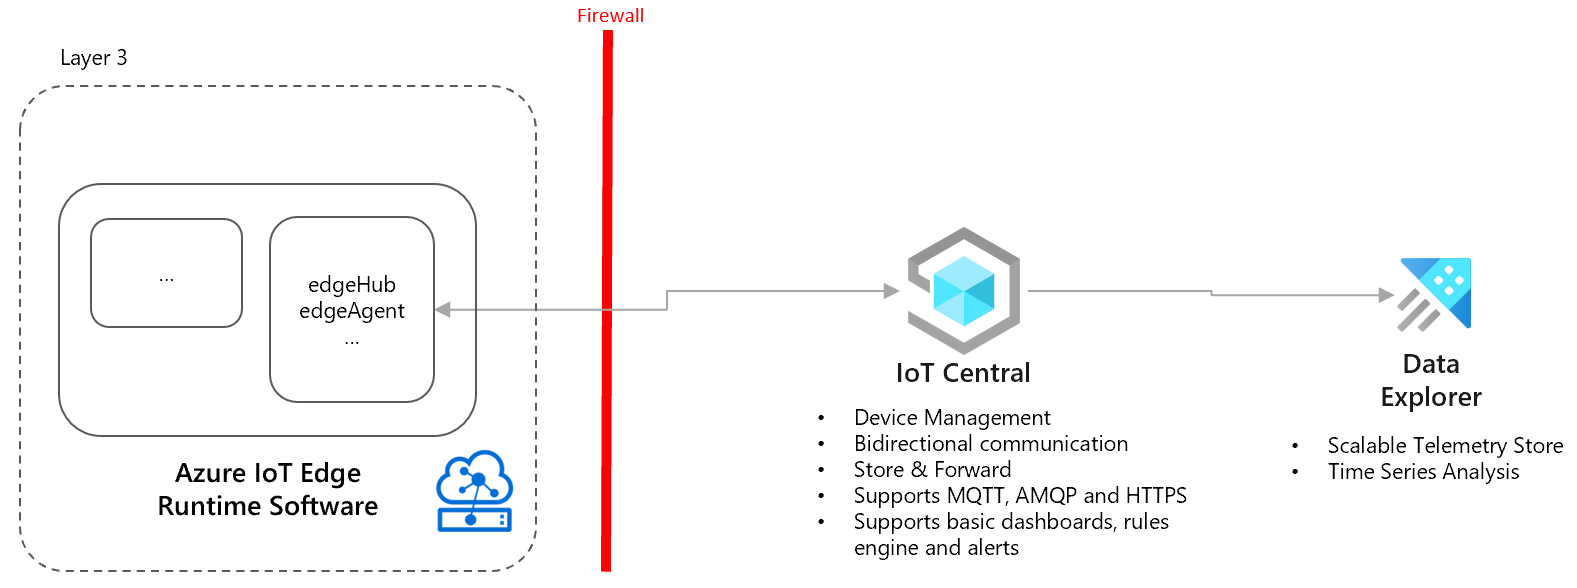 Firewall
Layer 3
...
edgeHub
edgeAgent
...
Azure IoT Edge
Runtime Software
IoT Central
• Device Management
• Bidirectional communication
• Store & Forward
• Supports MQTT, AMQP and HTTPS
• Supports basic dashboards, rules
engine and alerts
Data
Explorer
• Scalable Telemetry Store
• Time Series Analysis